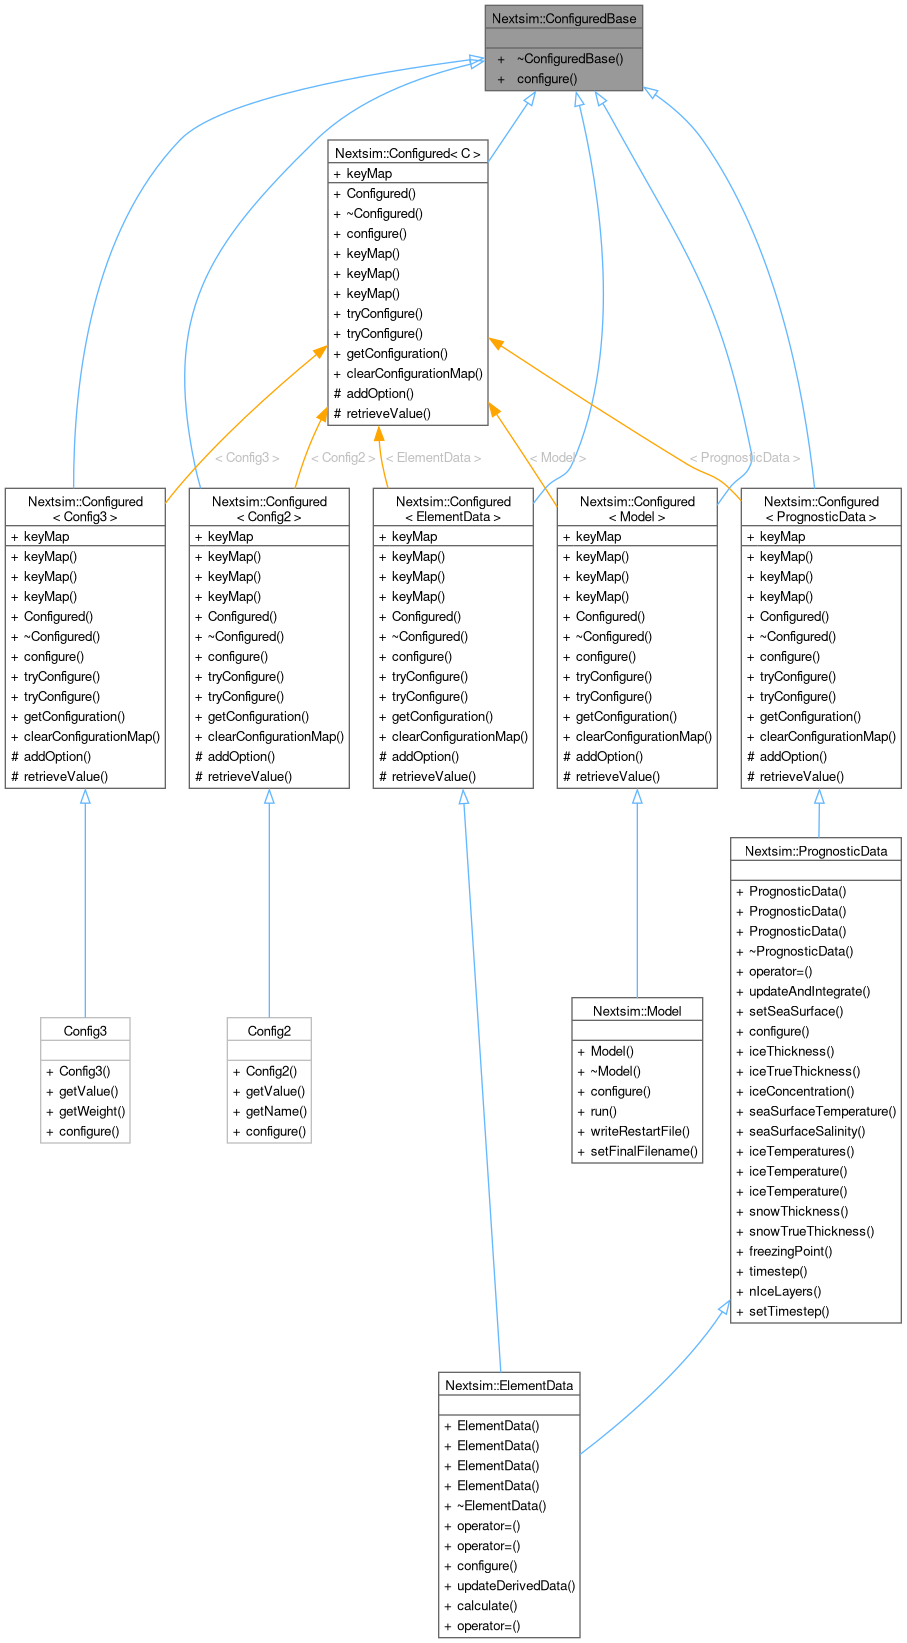 Nextsim::ConfiguredBase
+ ~ConfiguredBase()
+ configure()
Nextsim::Configured< C >
+ keyMap
+ Configured()
+ ~Configured()
+ configure()
+ keyMap()
+ keyMap()
+ keyMap()
+ tryConfigure()
+ tryConfigure()
+ getConfiguration()
+ clearConfigurationMap()
# addOption()
# retrieveValue()
< Config3 >
< Config2 >
< ElementData >
< Model >
< PrognosticData >
Nextsim::Configured
< Config3 >
+ keyMap
+ keyMap()
+ keyMap()
+ keyMap()
+ Configured()
+ ~Configured()
+ configure()
+ tryConfigure()
+ tryConfigure()
+ getConfiguration()
+ clearConfigurationMap()
# addOption()
# retrieveValue()
Nextsim::Configured
< Config2 >
+ keyMap
+ keyMap()
+ keyMap()
+ keyMap()
+ Configured()
+ ~Configured()
+ configure()
+ tryConfigure()
+ tryConfigure()
+ getConfiguration()
+ clearConfigurationMap()
# addOption()
# retrieveValue()
Nextsim::Configured
< ElementData >
+ keyMap
+ keyMap()
+ keyMap()
+ keyMap()
+ Configured()
+ ~Configured()
+ configure()
+ tryConfigure()
+ tryConfigure()
+ getConfiguration()
+ clearConfigurationMap()
# addOption()
# retrieveValue()
Nextsim::Configured
< Model >
+ keyMap
+ keyMap()
+ keyMap()
+ keyMap()
+ Configured()
+ ~Configured()
+ configure()
+ tryConfigure()
+ tryConfigure()
+ getConfiguration()
+ clearConfigurationMap()
# addOption()
# retrieveValue()
Nextsim::Configured
< PrognosticData >
+ keyMap
+ keyMap()
+ keyMap()
+ keyMap()
+ Configured()
+ ~Configured()
+ configure()
+ tryConfigure()
+ tryConfigure()
+ getConfiguration()
+ clearConfigurationMap()
# addOption()
# retrieveValue()
Config3
+ Config3()
+ getValue()
+ getWeight()
+ configure()
Config2
+ Config2()
+ getValue()
+ getName()
+ configure()
Nextsim::Model
+ Model()
+ ~Model()
+ configure()
+ run()
+ writeRestartFile()
+ setFinalFilename()
Nextsim::PrognosticData
+ PrognosticData()
+ PrognosticData()
+ PrognosticData()
+ ~PrognosticData()
+ operator=()
+ updateAndIntegrate()
+ setSeaSurface()
+ configure()
+ iceThickness()
+ iceTrueThickness()
+ iceConcentration()
+ seaSurfaceTemperature()
+ seaSurfaceSalinity()
+ iceTemperatures()
+ iceTemperature()
+ iceTemperature()
+ snowThickness()
+ snowTrueThickness()
+ freezingPoint()
+ timestep()
+ nIceLayers()
+ setTimestep()
Nextsim::ElementData
+ ElementData()
+ ElementData()
+ ElementData()
+ ElementData()
+ ~ElementData()
+ operator=()
+ operator=()
+ configure()
+ updateDerivedData()
+ calculate()
+ operator=()